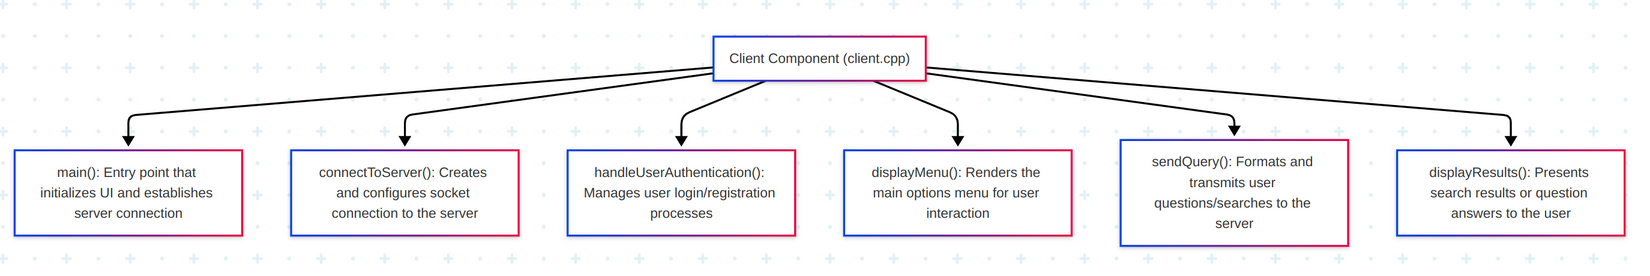 Client Component (client.cpp)
main(): Entry point that
initializes UI and establishes
server connection
connectToServer(): Creates
and configures socket
connection to the server
handleUserAuthentication():
Manages user login/registration
processes
displayMenu(): Renders the
main options menu for user
interaction
sendQuery(): Formats and
transmits user
questions/searches to the
server
displayResults(): Presents
search results or question
answers to the user